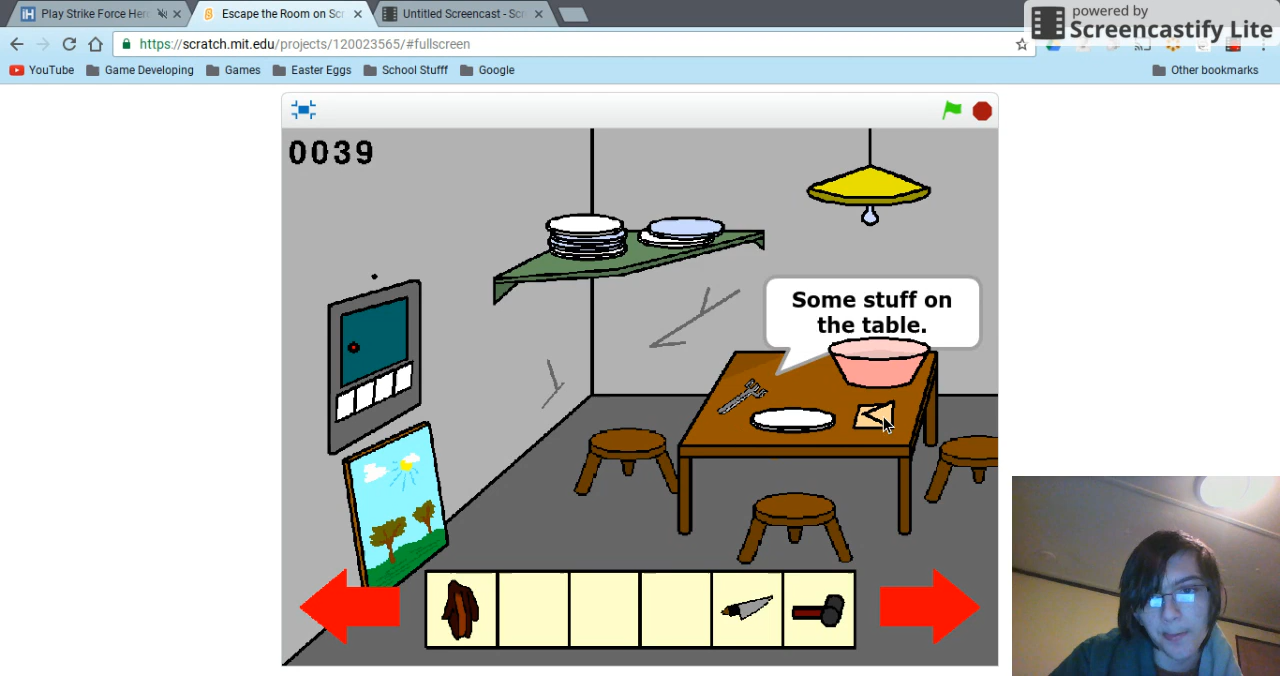 Play Strike Force Her
Escape the Room on Scr
Untitled Screencast - Scr
powered by
Screencastify Lite
https://scratch.mit.edu/projects/120023565/#fullscreen
YouTube
Game Developing
Games
Easter Eggs
School Stufff
Google
Other bookmarks
0039
Some stuff on
the table.